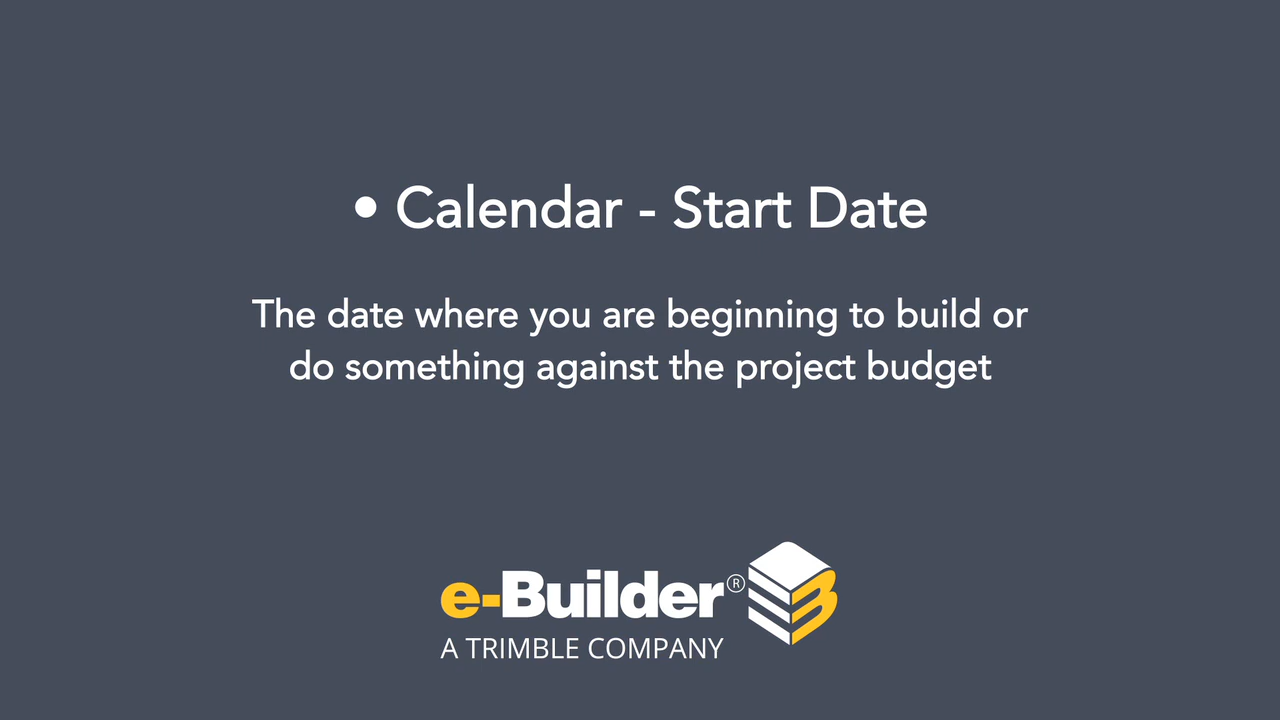 • Calendar - Start Date
The date where you are beginning to build or
do something against the project budget
e-Builder®
A TRIMBLE COMPANY